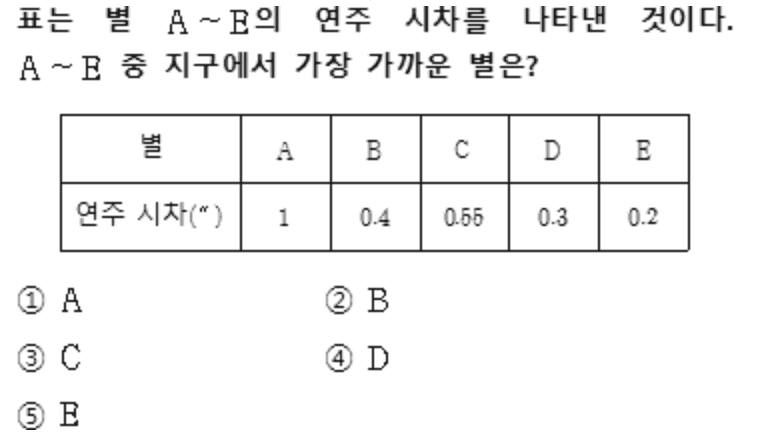 표는 별 A ~ E의 연주 시차를 나타낸 것이다.
A ~ E 중 지구에서 가장 가까운 별은?
별 A B C D E
연주 시차(″) 1 0.4 0.55 0.3 0.2
① A ② B
③ C ④ D
⑤ E